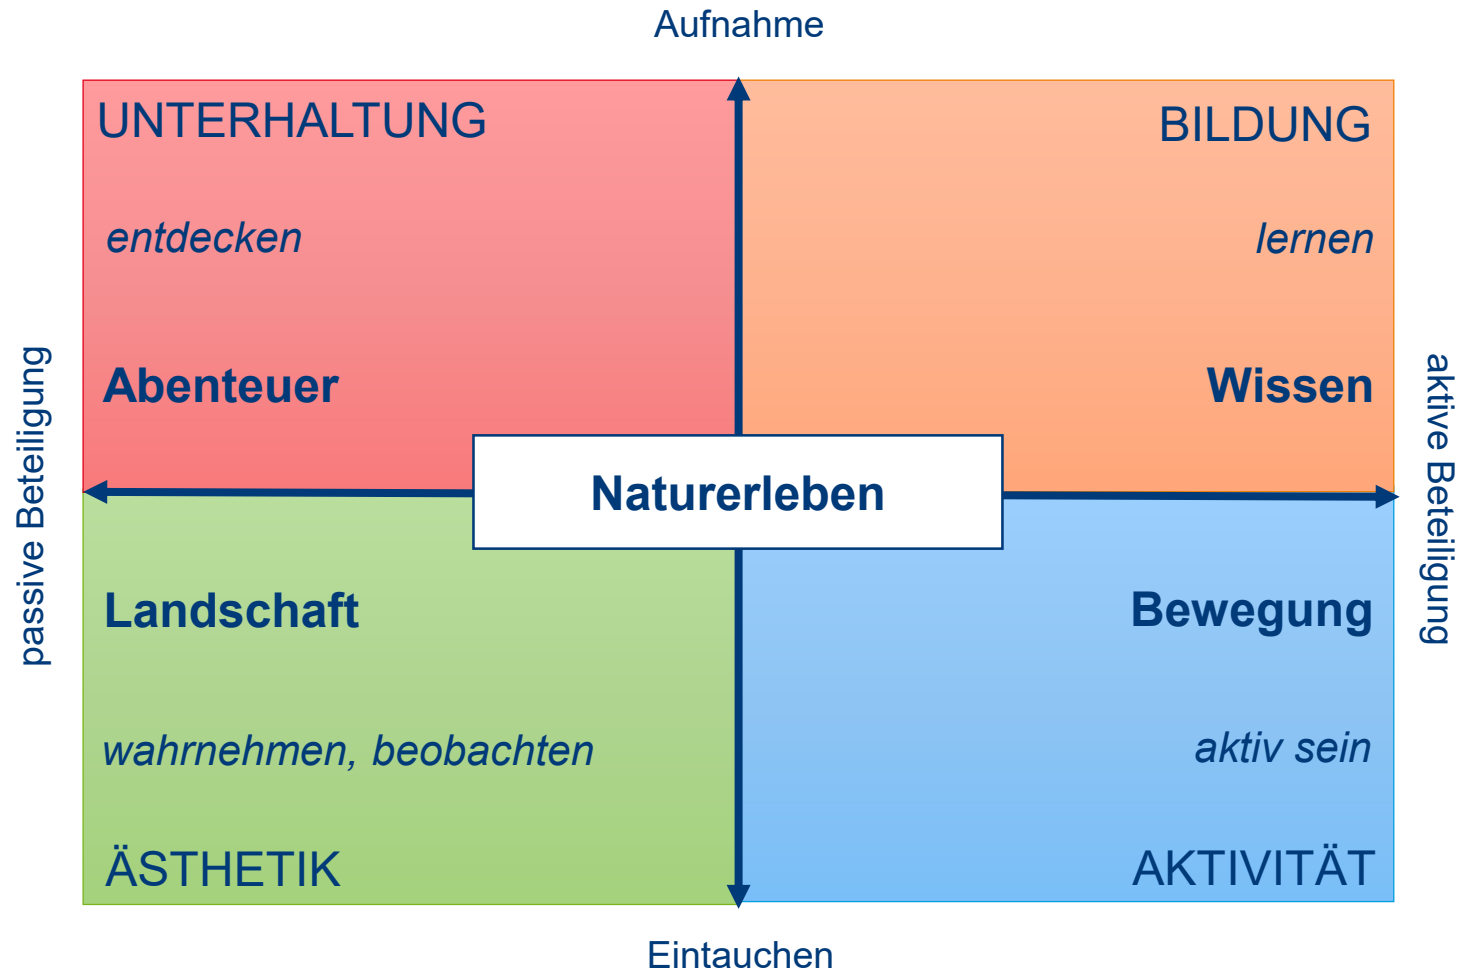 Aufnahme
UNTERHALTUNG
BILDUNG
entdecken
lernen
Abenteuer
Wissen
passive Beteiligung
aktive Beteiligung
Naturerleben
Landschaft
Bewegung
wahrnehmen, beobachten
aktiv sein
ÄSTHETIK
AKTIVITÄT
Eintauchen